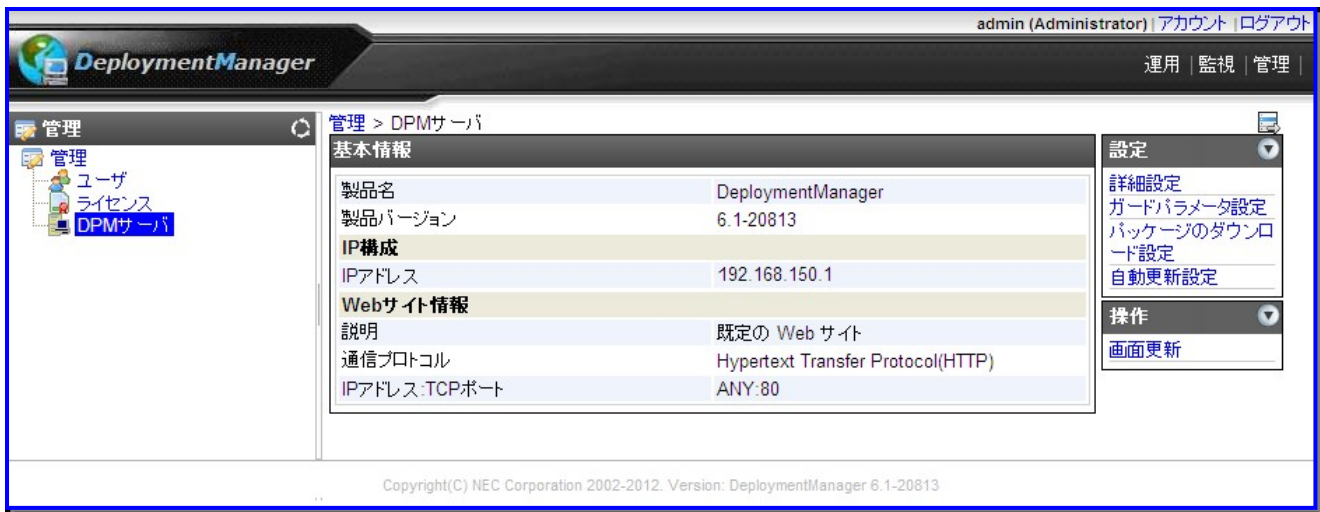 admin (Administrator) | アカウント | ログアウト
DeploymentManager
運用 | 監視 | 管理 |
管理
管理
ユーザ
ライセンス
DPMサーバ
管理 > DPMサーバ
基本情報
製品名 DeploymentManager
製品バージョン 6.1-20813
IP構成
IPアドレス 192.168.150.1
Webサイト情報
説明 既定の Web サイト
通信プロトコル Hypertext Transfer Protocol(HTTP)
IPアドレス:TCPポート ANY:80
設定
詳細設定
ガードパラメータ設定
パッケージのダウンロ
ード設定
自動更新設定
操作
画面更新
Copyright(C) NEC Corporation 2002-2012. Version: DeploymentManager 6.1-20813